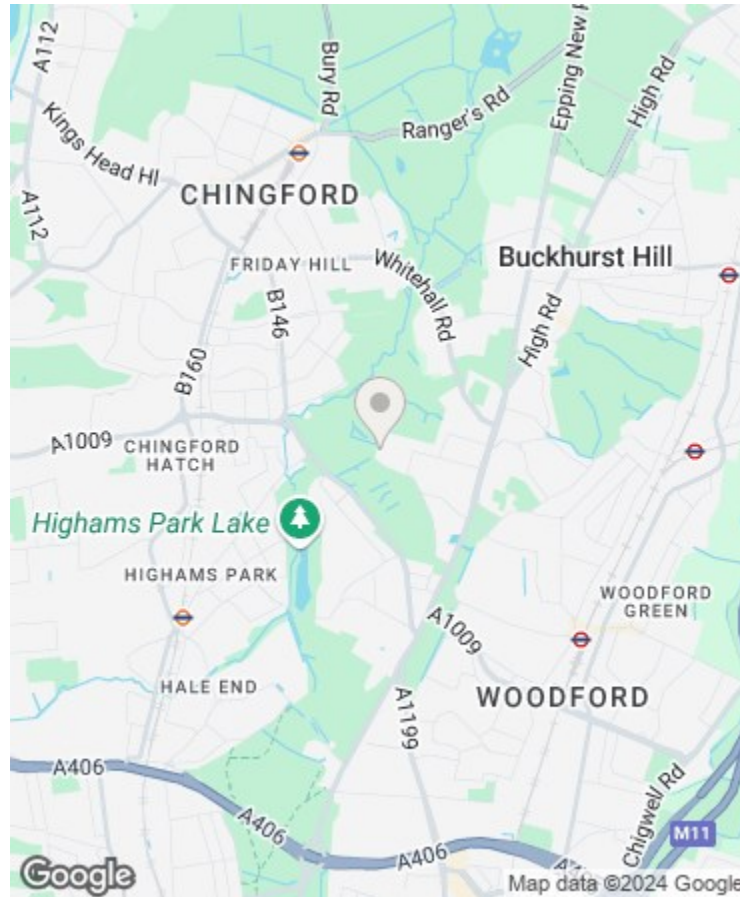 A112
Bury Rd
Epping New R
High Rd
Ranger's Rd
Kings Head Hl
A112
CHINGFORD
FRIDAY HILL
Whitehall Rd
Buckhurst Hill
B146
High Rd
B160
A1009
CHINGFORD
HATCH
Highams Park Lake
HIGHAMS PARK
WOODFORD
GREEN
A1009
HALE END
WOODFORD
A1199
A406
Chigwell Rd
M11
A406
A406
Google
Map data ©2024 Google